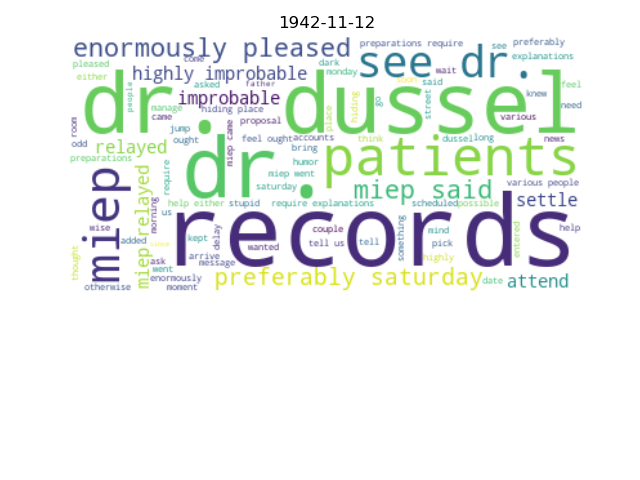 1942-11-12
enormously pleased
preparations require
see
preferably
see dr.
explanations
pleased
come
highly improbable
dark
monday
wait
either
asked
father
soon
knew
feel
people
manage
improbable
hiding
go
said
street
various
need
dr. dussel
came
hiding place
place
jump
proposal
room
odd
relayed
ought
miep came
feel ought
accounts
think
dussel
long
news
bring
dr.
patients
preparations
humor
require
miep went
various people
saturday
miep said
miep
miep relayed
help either
stupid
require explanations
scheduled
possible
settle
morning
us
records
wise
added
kept
reply
delay
couple
wanted
tell us
tell
something
mind
pick
entered
help
thought
ask
arrive
message
highly
went
enormously
preferably saturday
date
attend
otherwise
moment